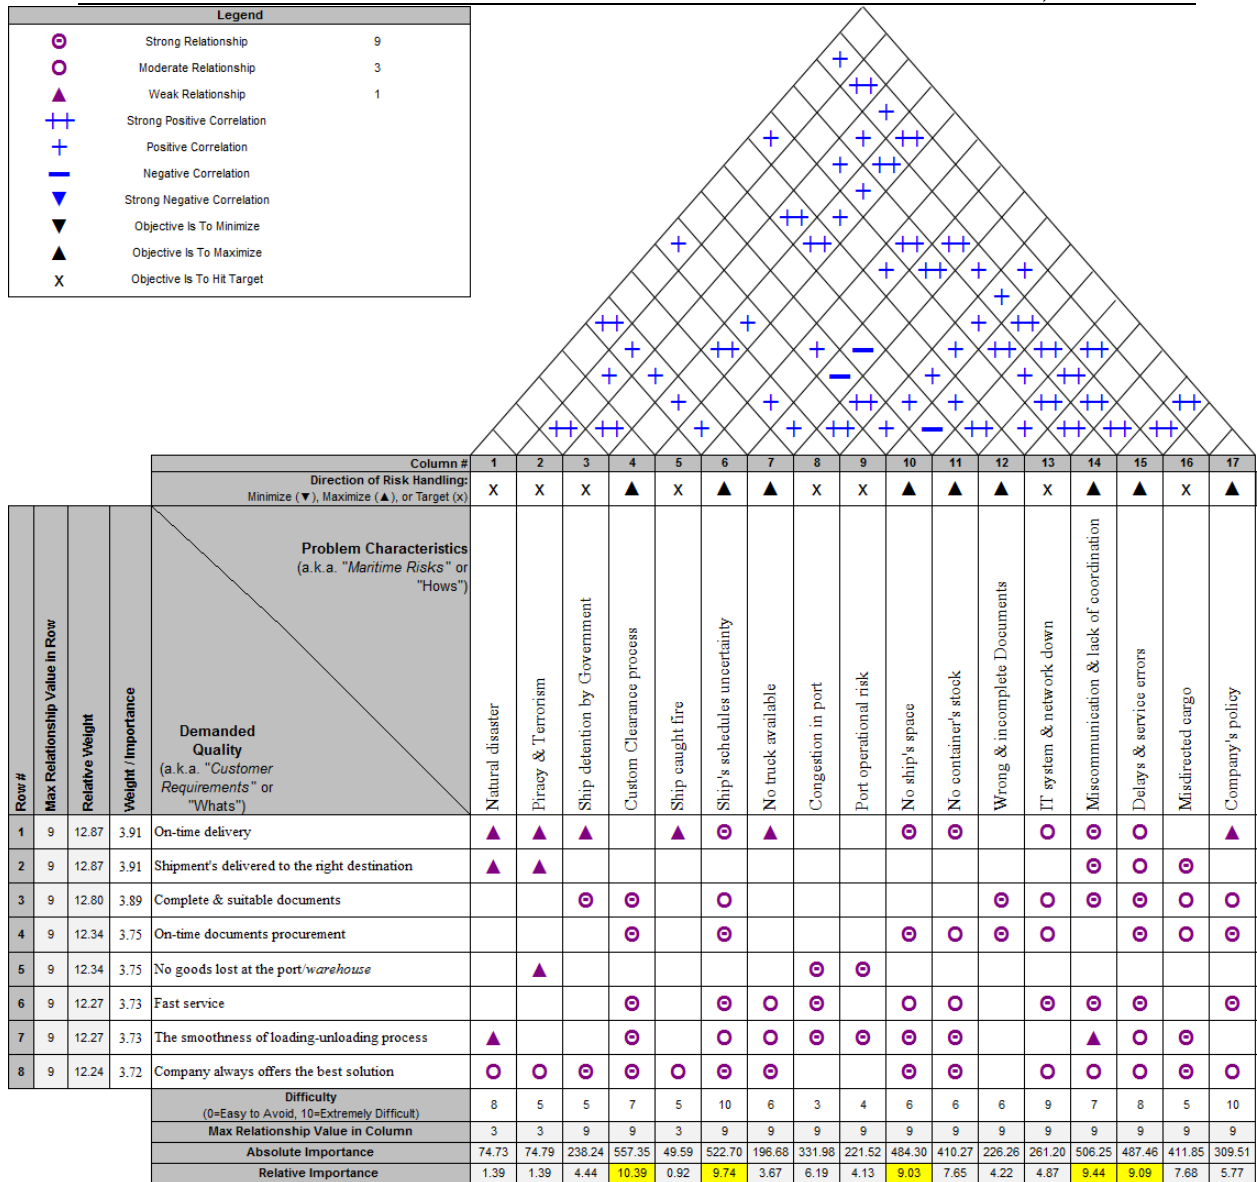 Legend
Strong Relationship 9
Moderate Relationship 3
Weak Relationship 1
Strong Positive Correlation
Positive Correlation
Negative Correlation
Strong Negative Correlation
Objective Is To Minimize
Objective Is To Maximize
X Objective Is To Hit Target
Column # 1 2 3 4 5 6 7 8 9 10 11 12 13 14 15 16 17
Direction of Risk Handling:
Minimize (▼), Maximize (▲), or Target (x)
X X X ▲ X ▲ ▲ X X ▲ ▲ ▲ X ▲ ▲ X ▲
Problem Characteristics
(a.k.a. "Maritime Risks" or
"Hows")
Demanded
Quality
(a.k.a. "Customer
Requirements" or
"Whats")
Row #
Max Relationship Value in Row
Relative Weight
Weight / Importance
Natural disaster
Piracy & Terrorism
Ship detention by Government
Custom Clearance process
Ship caught fire
Ship's schedules uncertainty
No truck available
Congestion in port
Port operational risk
No ship's space
No container's stock
Wrong & incomplete Documents
IT system & network down
Miscommunication & lack of coordination
Delays & service errors
Misdirected cargo
Company's policy
1 9 12.87 3.91 On-time delivery
2 9 12.87 3.91 Shipment's delivered to the right destination
3 9 12.80 3.89 Complete & suitable documents
4 9 12.34 3.75 On-time documents procurement
5 9 12.34 3.75 No goods lost at the port/warehouse
6 9 12.27 3.73 Fast service
7 9 12.27 3.73 The smoothness of loading-unloading process
8 9 12.24 3.72 Company always offers the best solution
Difficulty
(0=Easy to Avoid, 10=Extremely Difficult)
8 5 5 7 5 10 6 3 4 6 6 6 9 7 8 5 10
Max Relationship Value in Column 3 3 9 9 3 9 9 9 9 9 9 9 9 9 9 9 9
Absolute Importance 74.73 74.79 238.24 557.35 49.59 522.70 196.68 331.98 221.52 484.30 410.27 226.26 261.20 506.25 487.46 411.85 309.51
Relative Importance 1.39 1.39 4.44 10.39 0.92 9.74 3.67 6.19 4.13 9.03 7.65 4.22 4.87 9.44 9.09 7.68 5.77